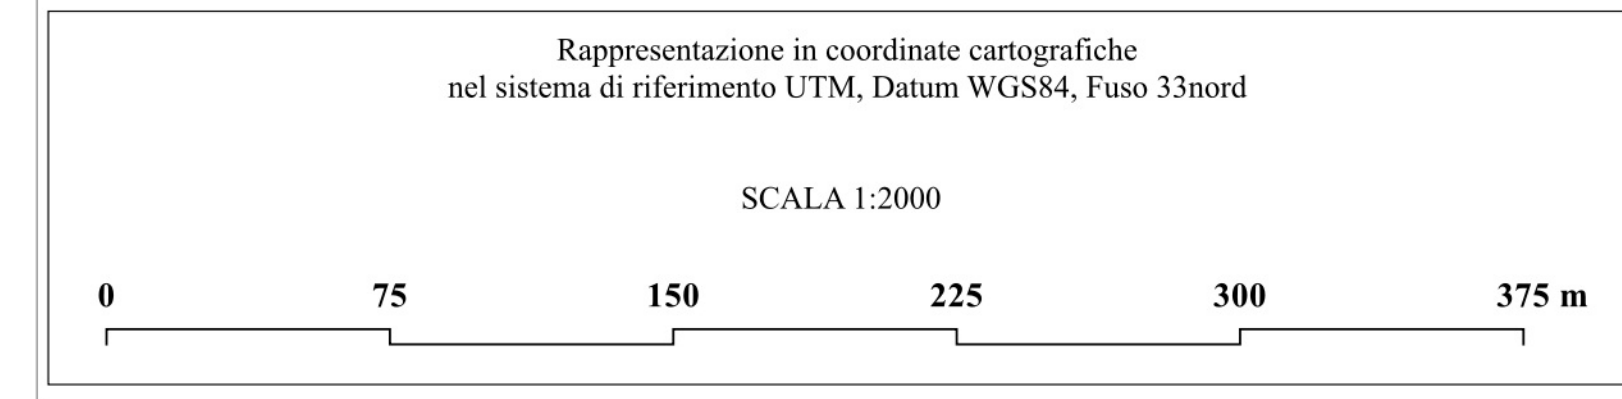 Rappresentazione in coordinate cartografiche
nel sistema di riferimento UTM, Datum WGS84, Fuso 33nord
SCALA 1:2000
0 75 150 225 300 375 m